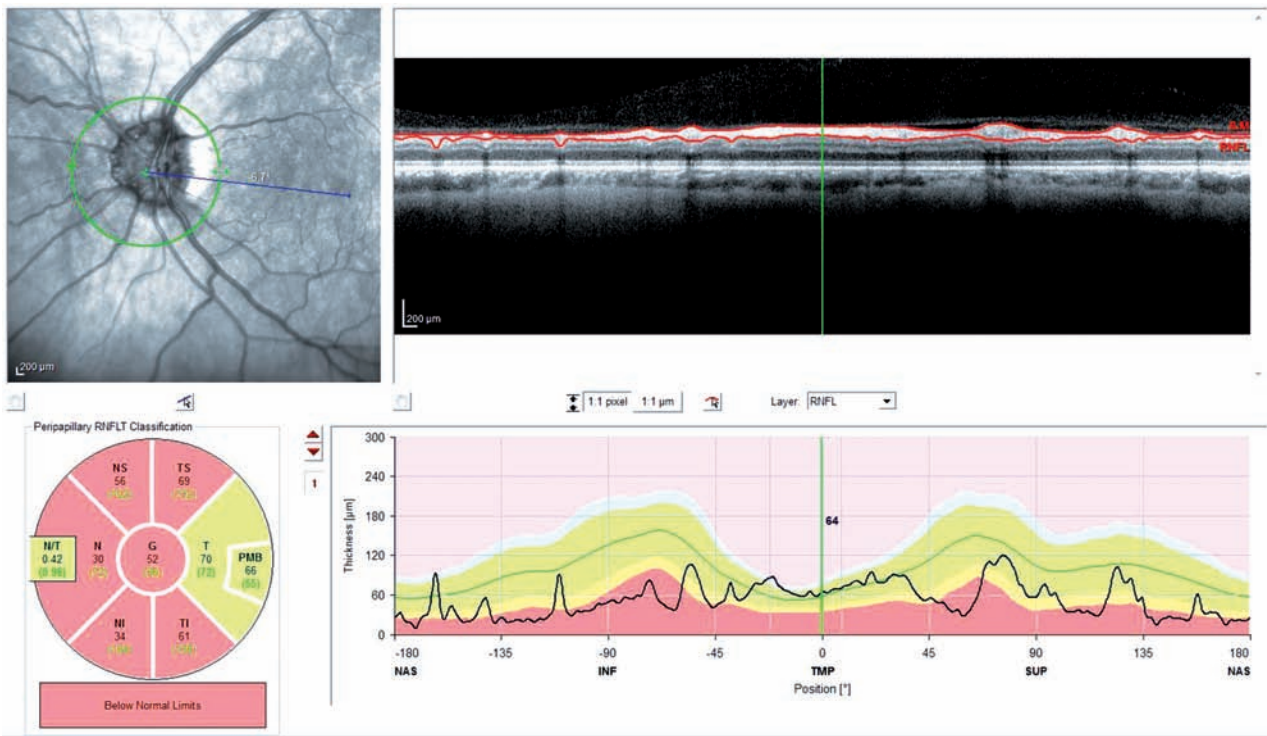 6.1°
200 µm
ILM
RNFL
200 µm
1:1 pixel 1:1 µm Layer: RNFL
Peripapillary RNFLT Classification
NS
56
TS
69
N/T
0.42
N
30
G
52
T
70
(72)
PMB
66
(55)
NI
34
TI
61
Below Normal Limits
1
Thickness [µm]
300
240
180
120
60
0
64
-180 -135 -90 -45 0 45 90 135 180
NAS INF TMP SUP NAS
Position [°]